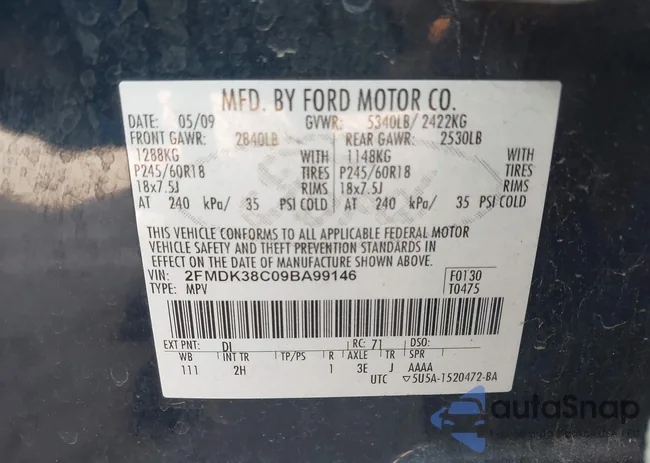 MFD. BY FORD MOTOR CO.
DATE: 05/09 GVWR: 5340LB/ 2422KG
FRONT GAWR: 2840LB REAR GAWR: 2530LB
1288KG WITH 1148KG WITH
P245/60R18 TIRES P245/60R18 TIRES
18x7.5J RIMS 18x7.5J RIMS
AT 240 kPa/ 35 PSI COLD AT 240 kPa/ 35 PSI COLD
THIS VEHICLE CONFORMS TO ALL APPLICABLE FEDERAL MOTOR
VEHICLE SAFETY AND THEFT PREVENTION STANDARDS IN
EFFECT ON THE DATE OF MANUFACTURE SHOWN ABOVE.
VIN: 2FMDK38C09BA99146 F0130
TYPE: MPV T0475
EXT PNT: DI RC: 71 DSO:
WB INT TR TP/PS R AXLE TR SPR
111 2H 1 3E J AAAA
UTC ▽5U5A-1520472-BA
autoSnap